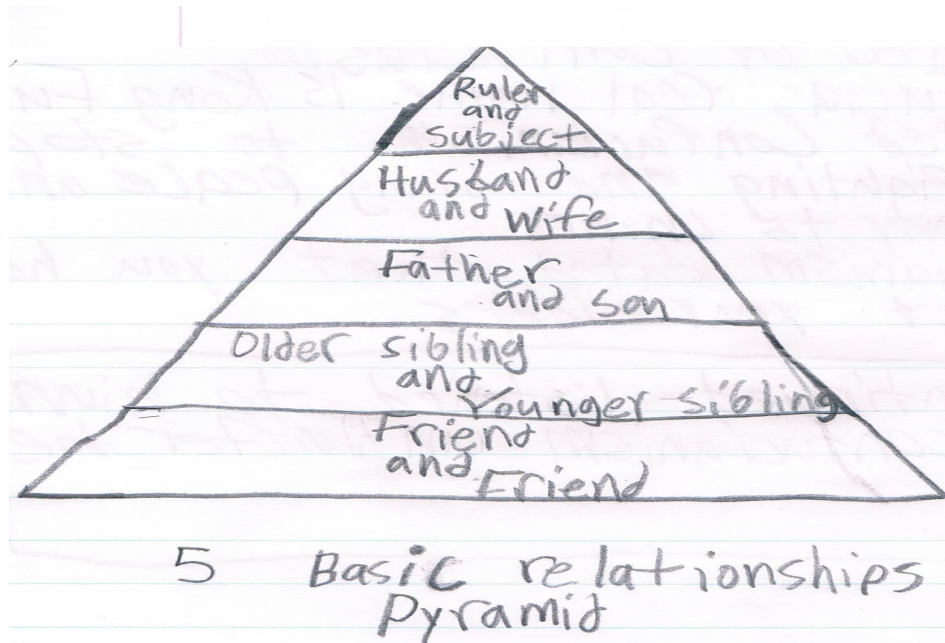 Ruler
and
subject
Husband
and Wife
Father
and son
Older sibling
and
Younger sibling
Friend
and
Friend
5 Basic relationships
pyramid